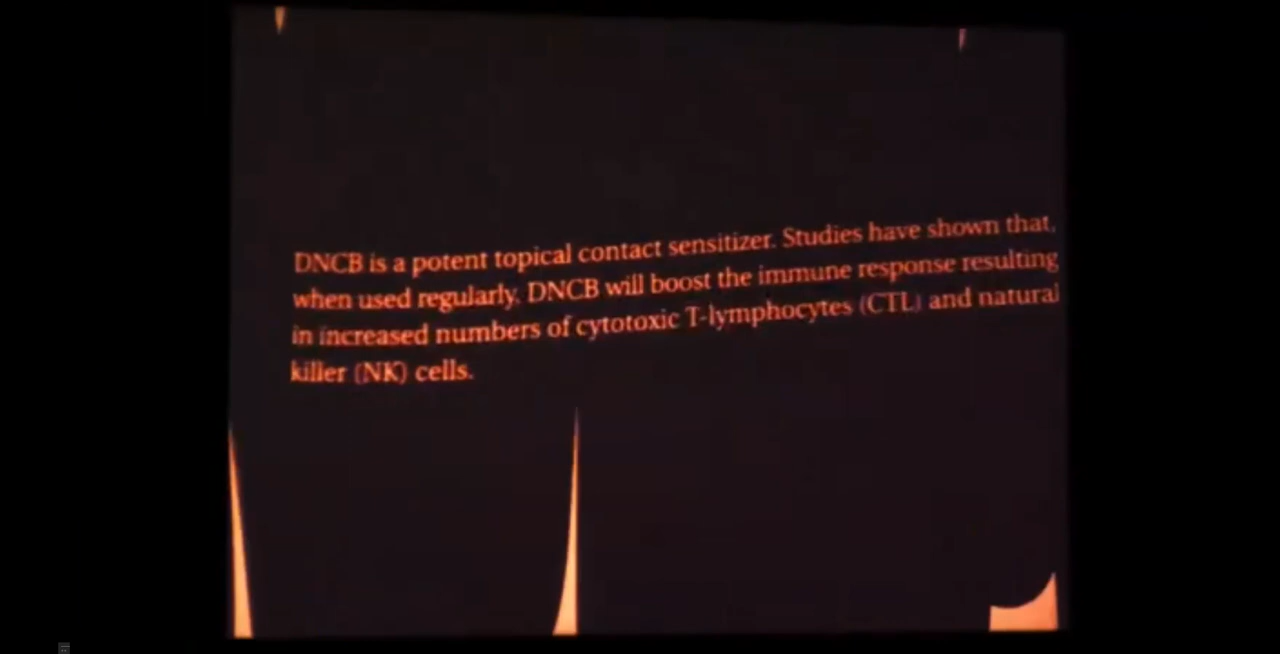 DNCB is a potent topical contact sensitizer. Studies have shown that,
when used regularly, DNCB will boost the immune response resulting
in increased numbers of cytotoxic T-lymphocytes (CTL) and natural
killer (NK) cells.